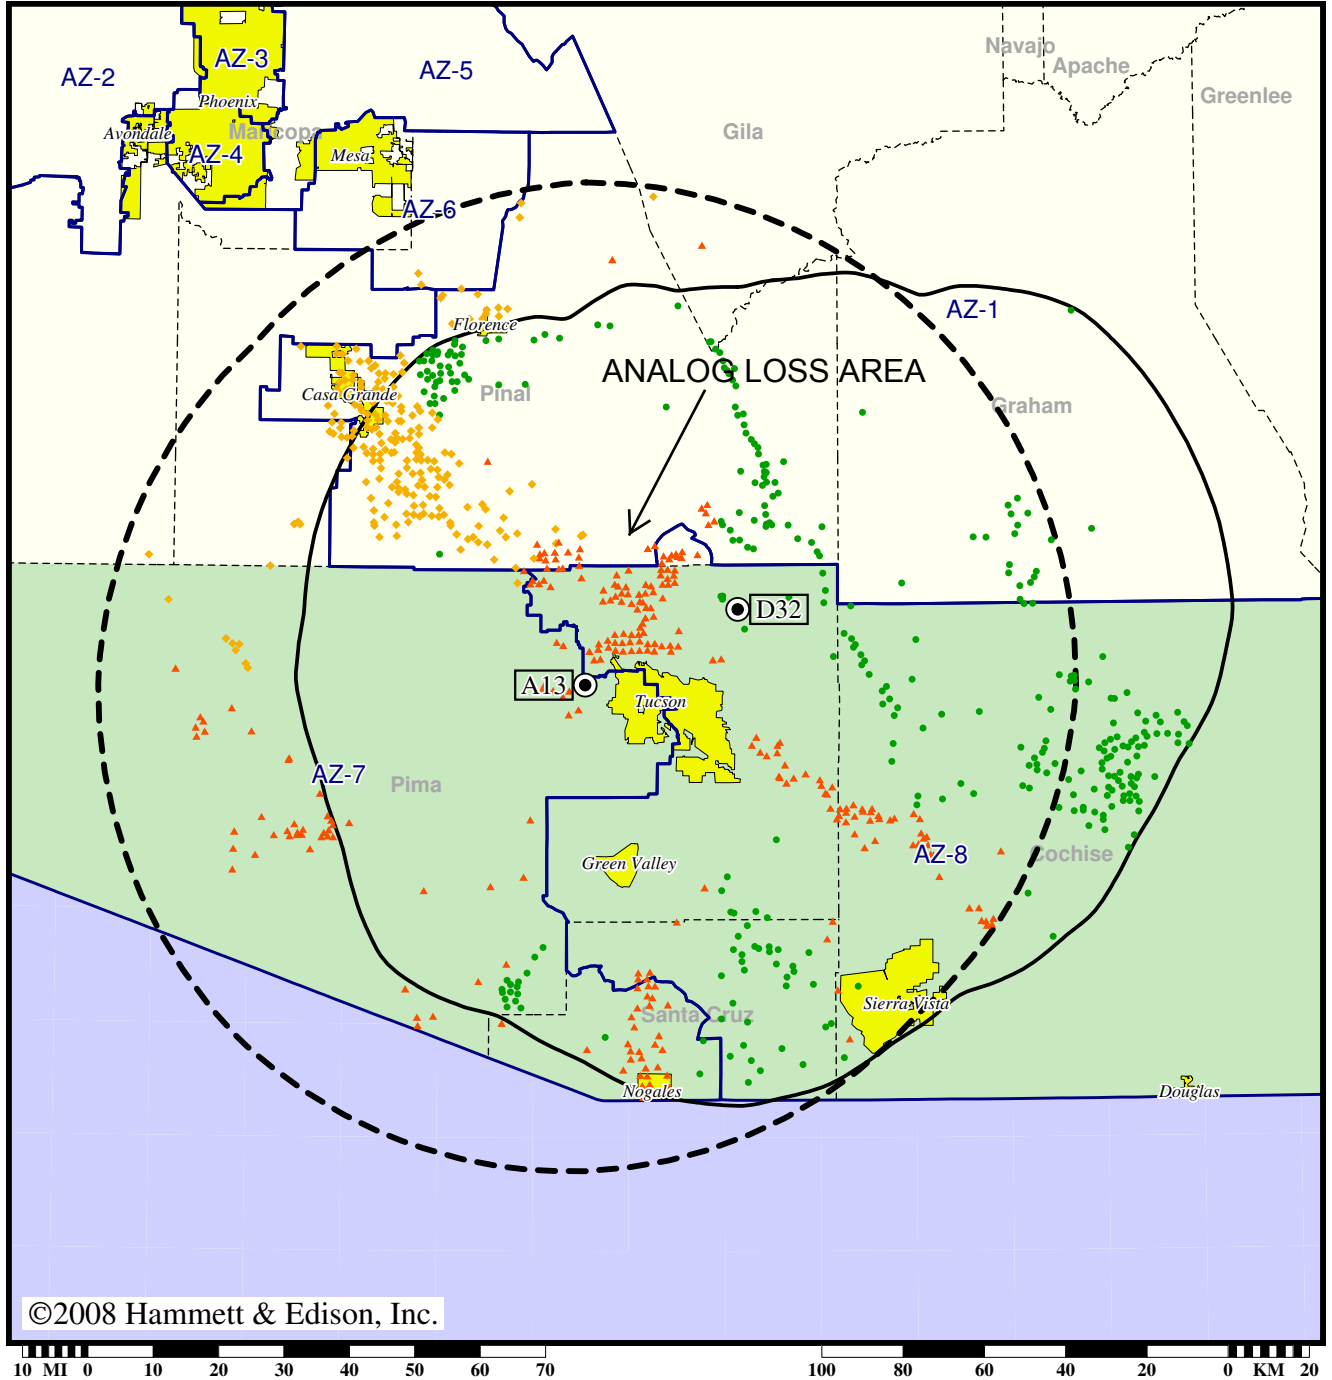 Navajo
AZ-3
Apache
AZ-5
AZ-2
Greenlee
Phoenix
Maricopa
Gila
Avondale
AZ-4
Mesa
AZ-6
AZ-1
Florence
ANALOG LOSS AREA
Casa Grande
Pinal
Graham
D32
A13
Tucson
AZ-7
Pima
AZ-8
Cochise
Green Valley
Sierra Vista
Santa Cruz
Nogales
Douglas
©2008 Hammett & Edison, Inc.
10 MI 0 10 20 30 40 50 60 70 100 80 60 40 20 0 KM 20